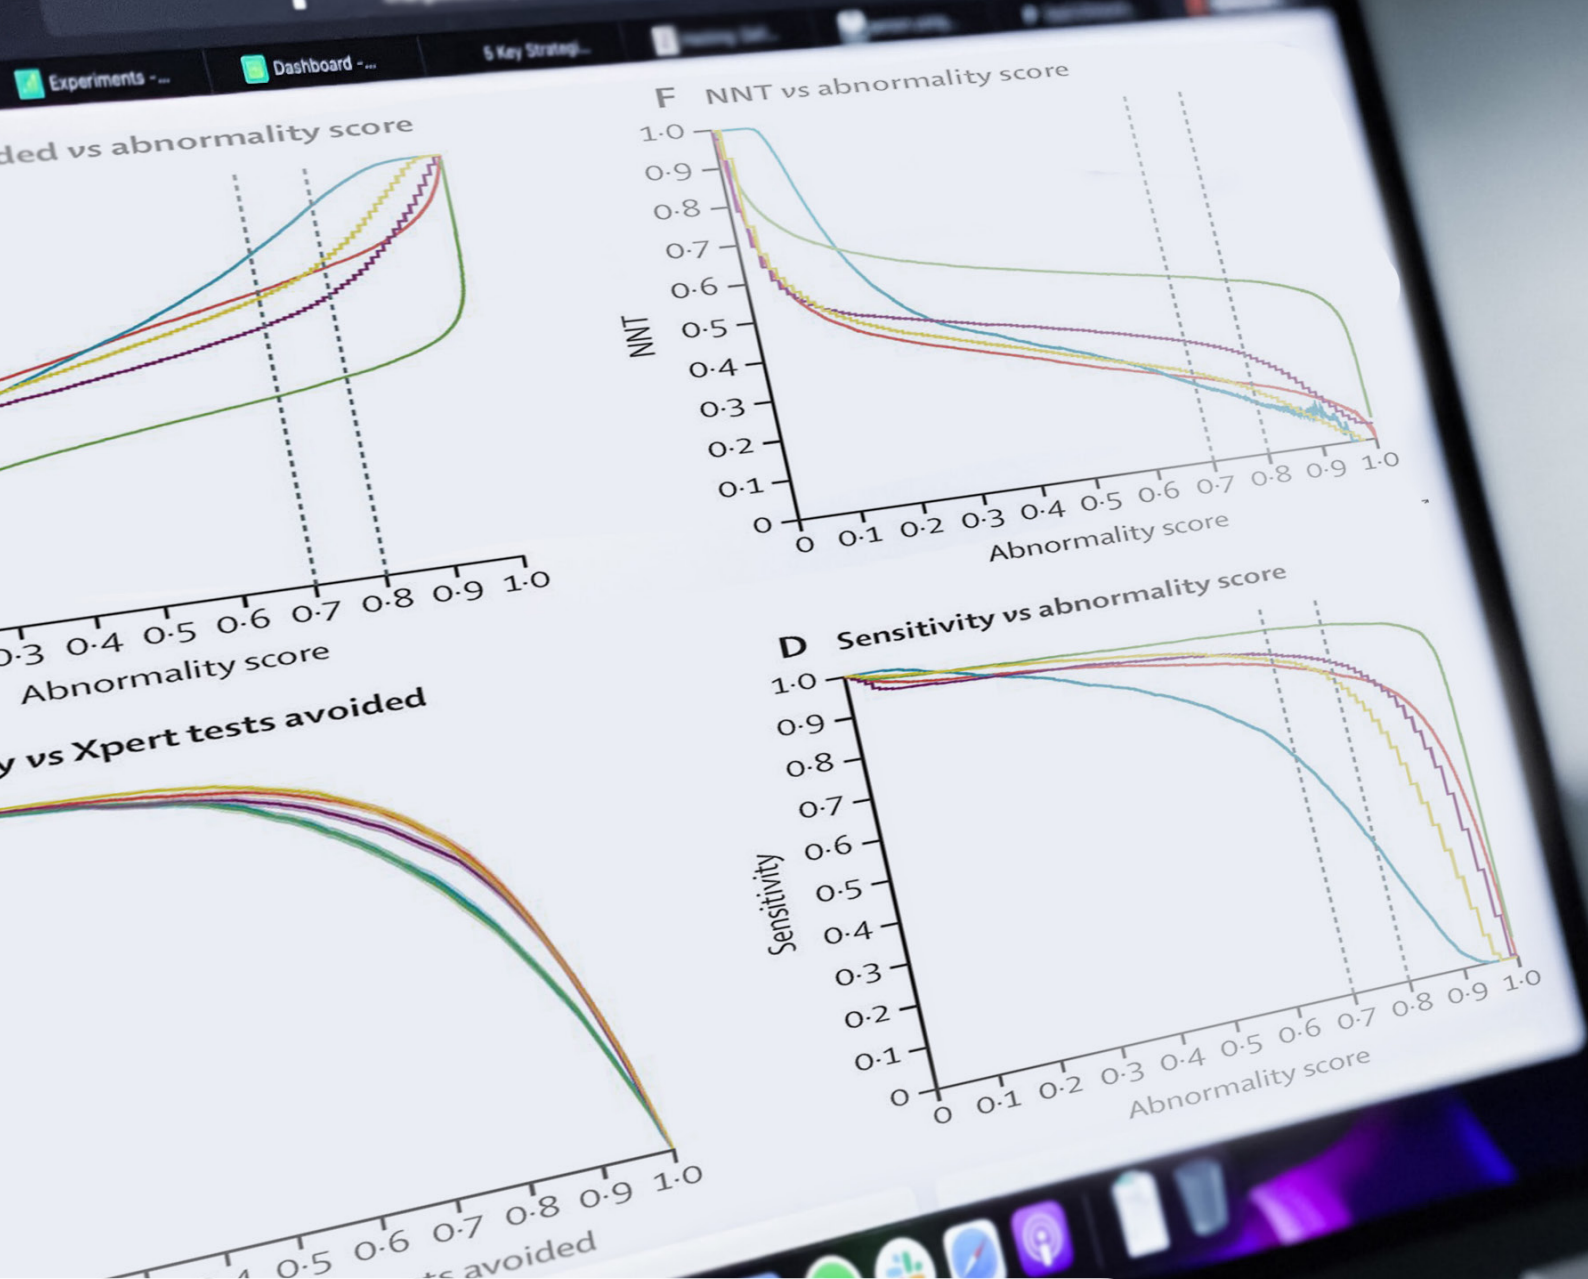 Experiments -...
Dashboard -...
5 Key Strategi...
ded vs abnormality score
0·3 0·4 0·5 0·6 0·7 0·8 0·9 1·0
Abnormality score
F NNT vs abnormality score
1·0
0·9
0·8
0·7
0·6
0·5
0·4
0·3
0·2
0·1
0
NNT
0 0·1 0·2 0·3 0·4 0·5 0·6 0·7 0·8 0·9 1·0
Abnormality score
y vs Xpert tests avoided
4 0·5 0·6 0·7 0·8 0·9 1·0
ts avoided
D Sensitivity vs abnormality score
1·0
0·9
0·8
0·7
0·6
0·5
0·4
0·3
0·2
0·1
0
Sensitivity
0 0·1 0·2 0·3 0·4 0·5 0·6 0·7 0·8 0·9 1·0
Abnormality score